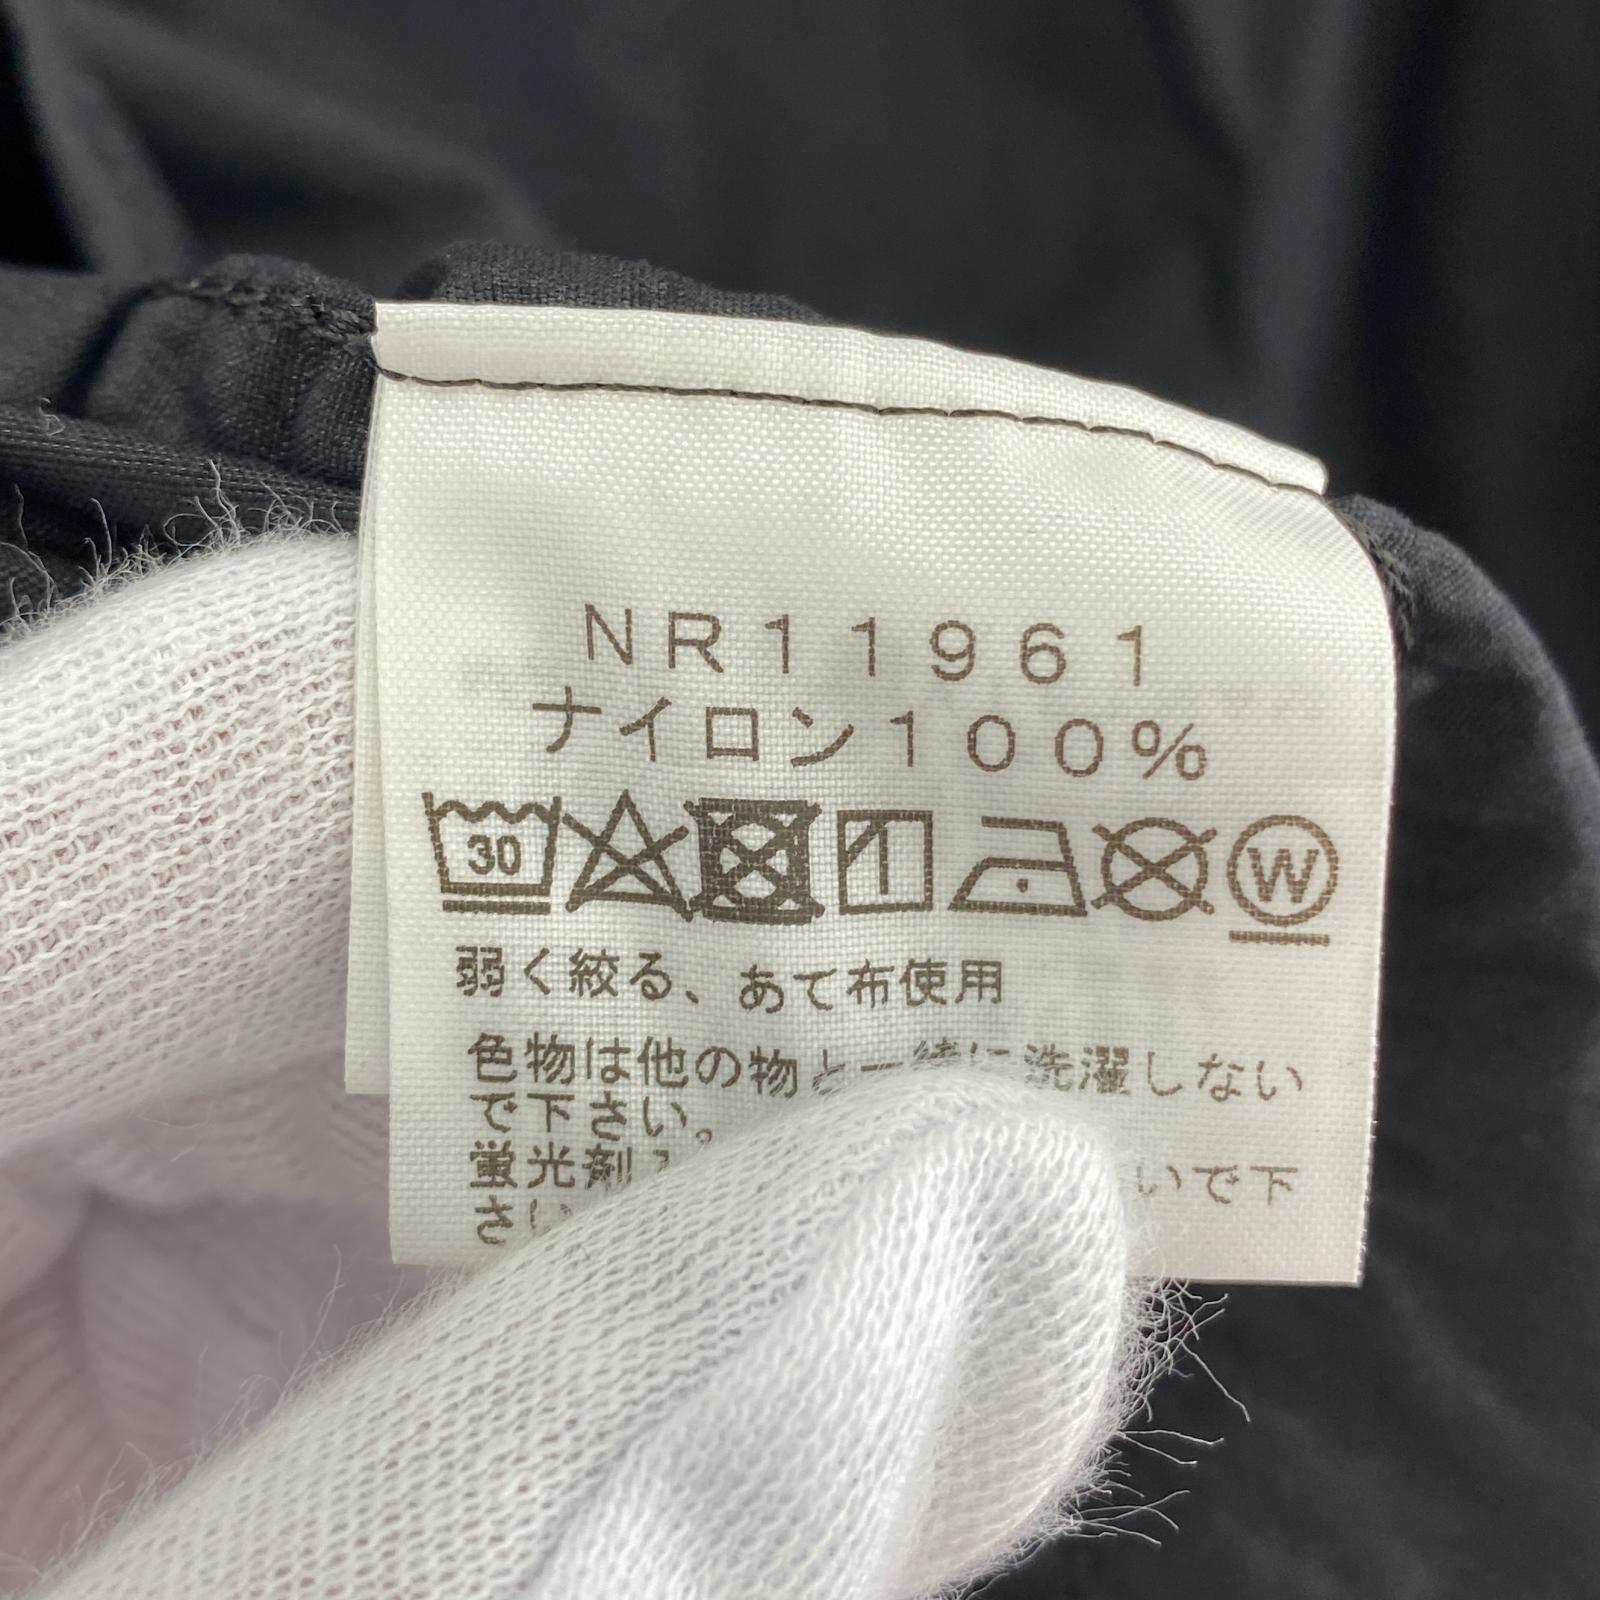 NR11961
ナイロン100%
30
W
弱く絞る、あて布使用
色物は他の物と一緒に洗濯しない
で下さい。
蛍光剤 いで下
さい